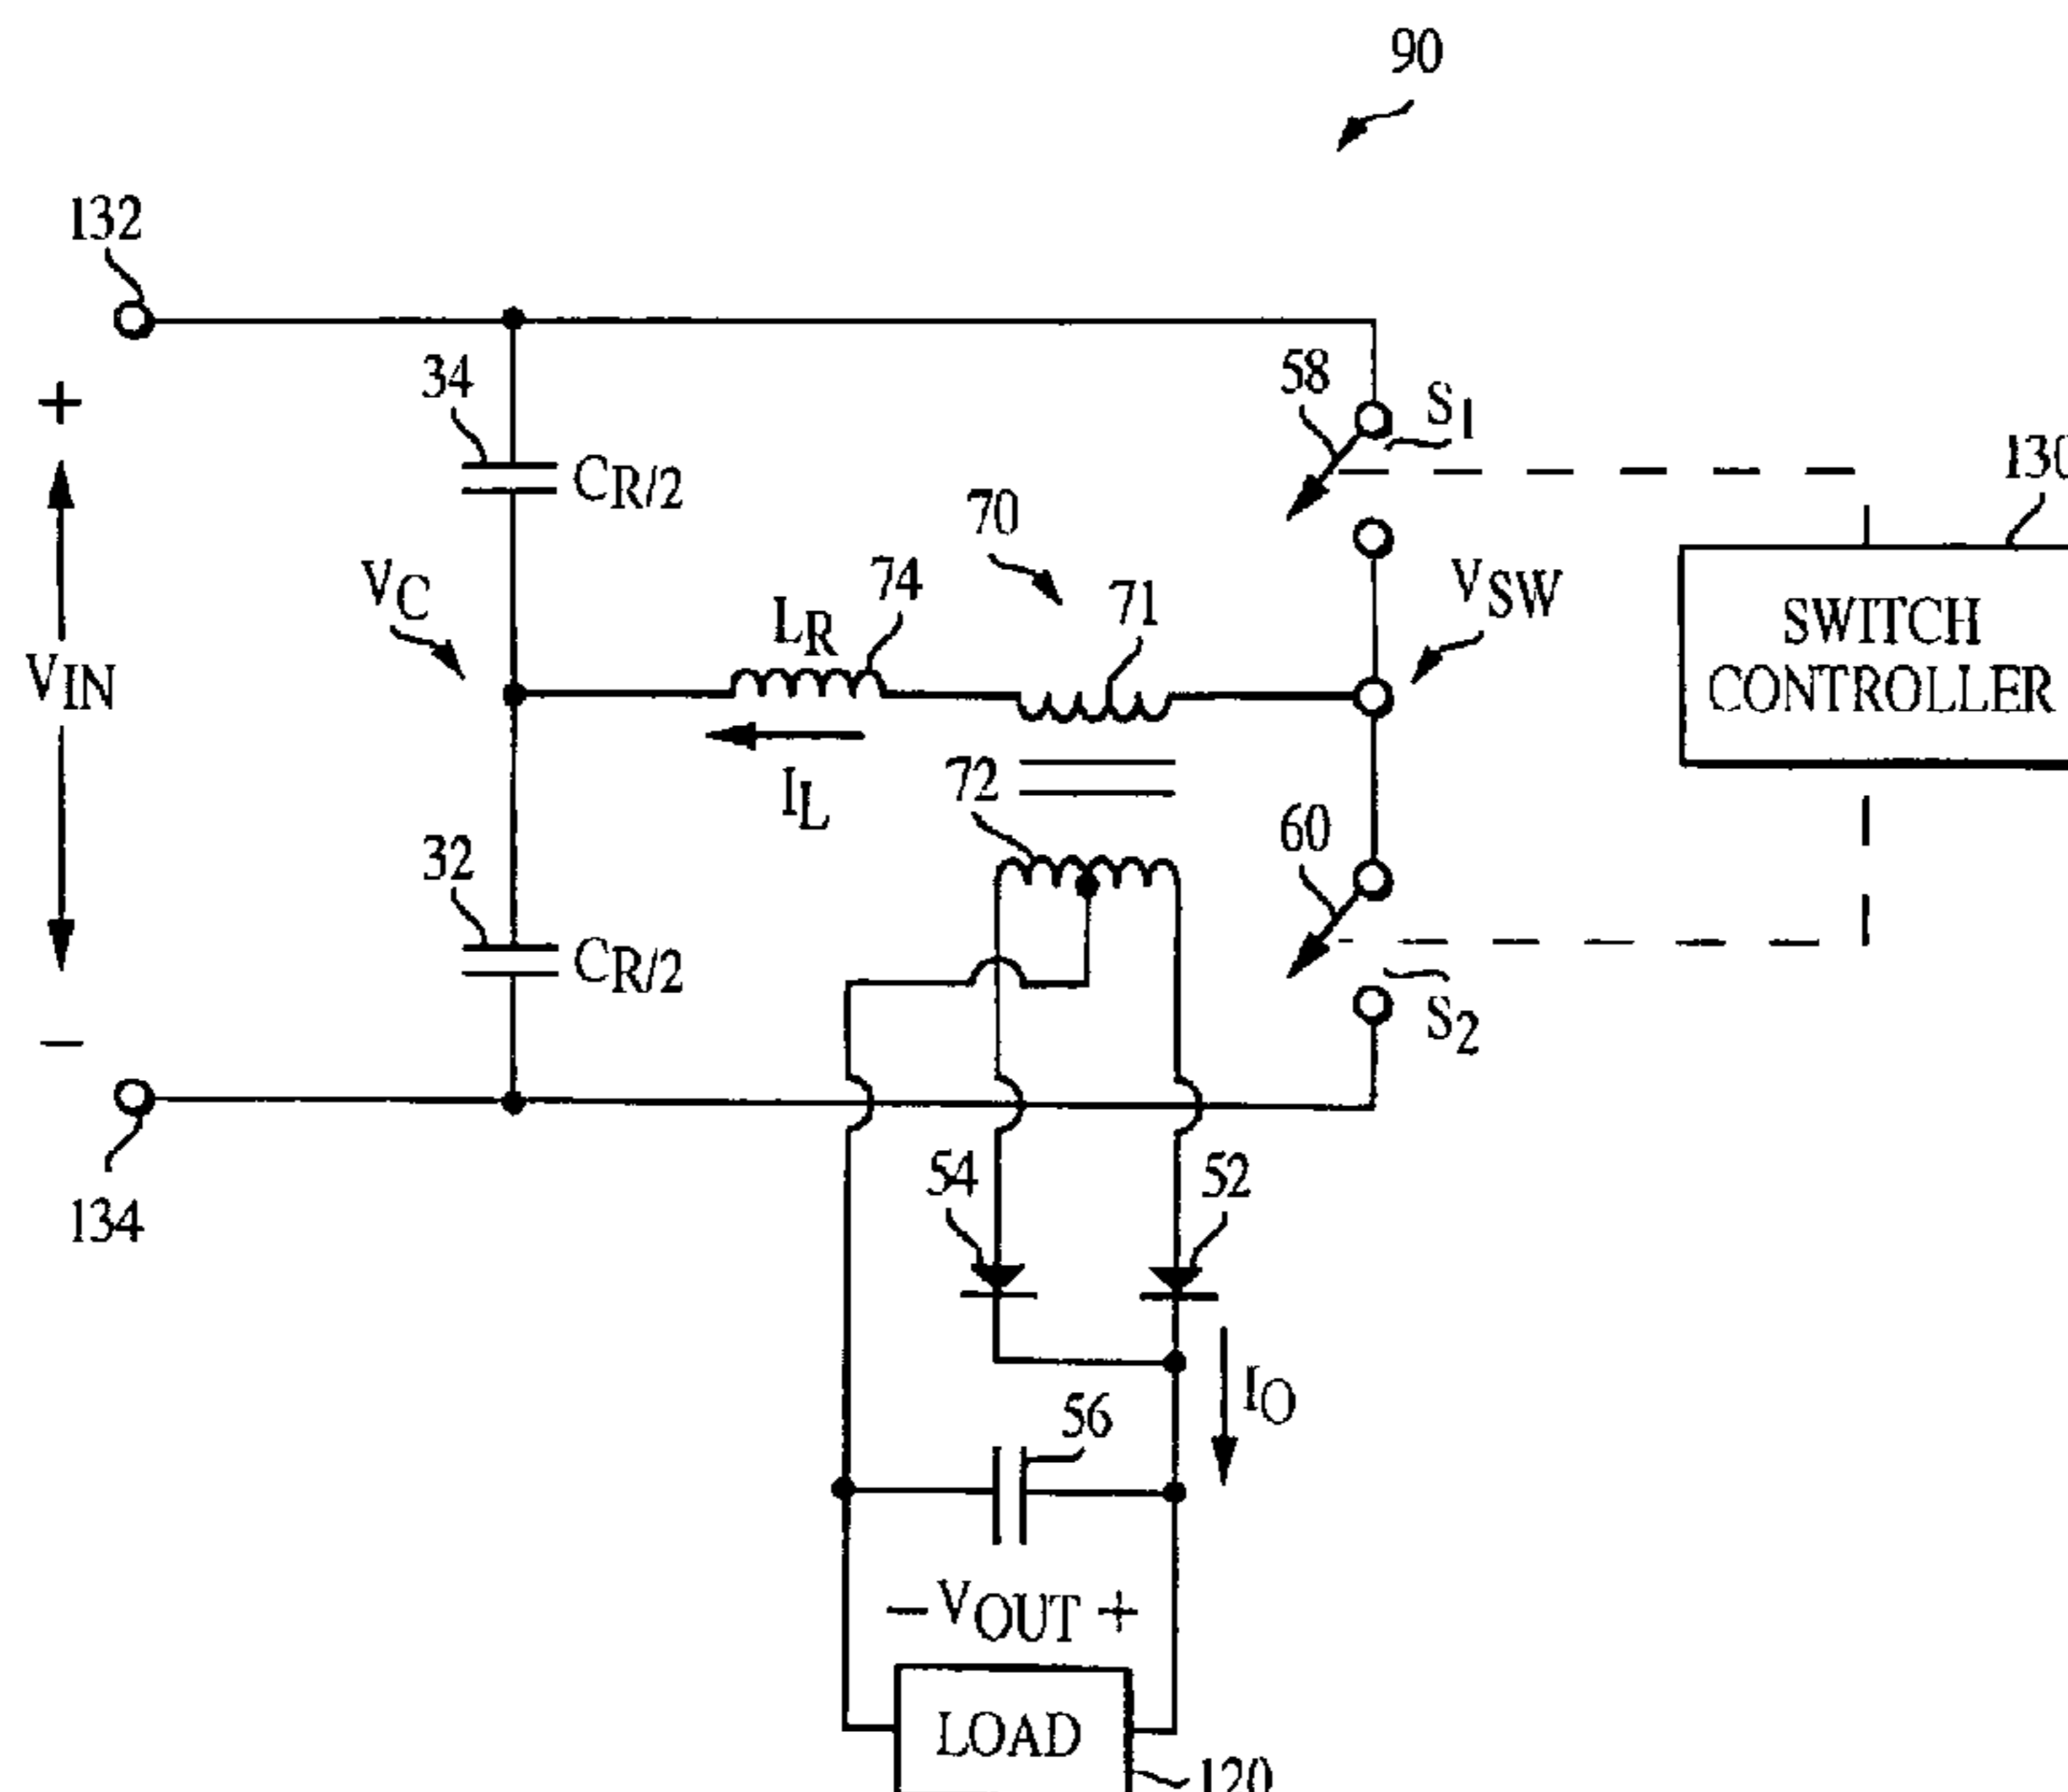 90
132
34
58
S1
130
+
CR/2
70
VC
LR
74
71
VSW
SWITCH
CONTROLLER
VIN
IL
72
60
32
CR/2
S2
−
134
54
52
IO
56
− VOUT +
LOAD
120